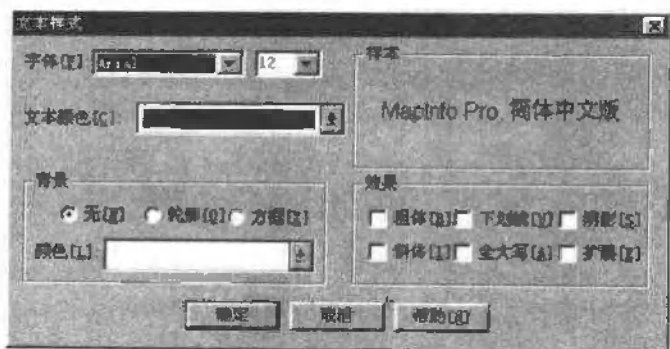 文本样式
字体[F] Arial 12
样本
文本颜色[C]
MapInfo Pro 简体中文版
背景
效果
无[N] 轮廓[O] 方框[X]
粗体[B] 下划线[U] 阴影[S]
颜色[L]
斜体[I] 全大写[A] 扩展[E]
确定 取消 帮助[H]